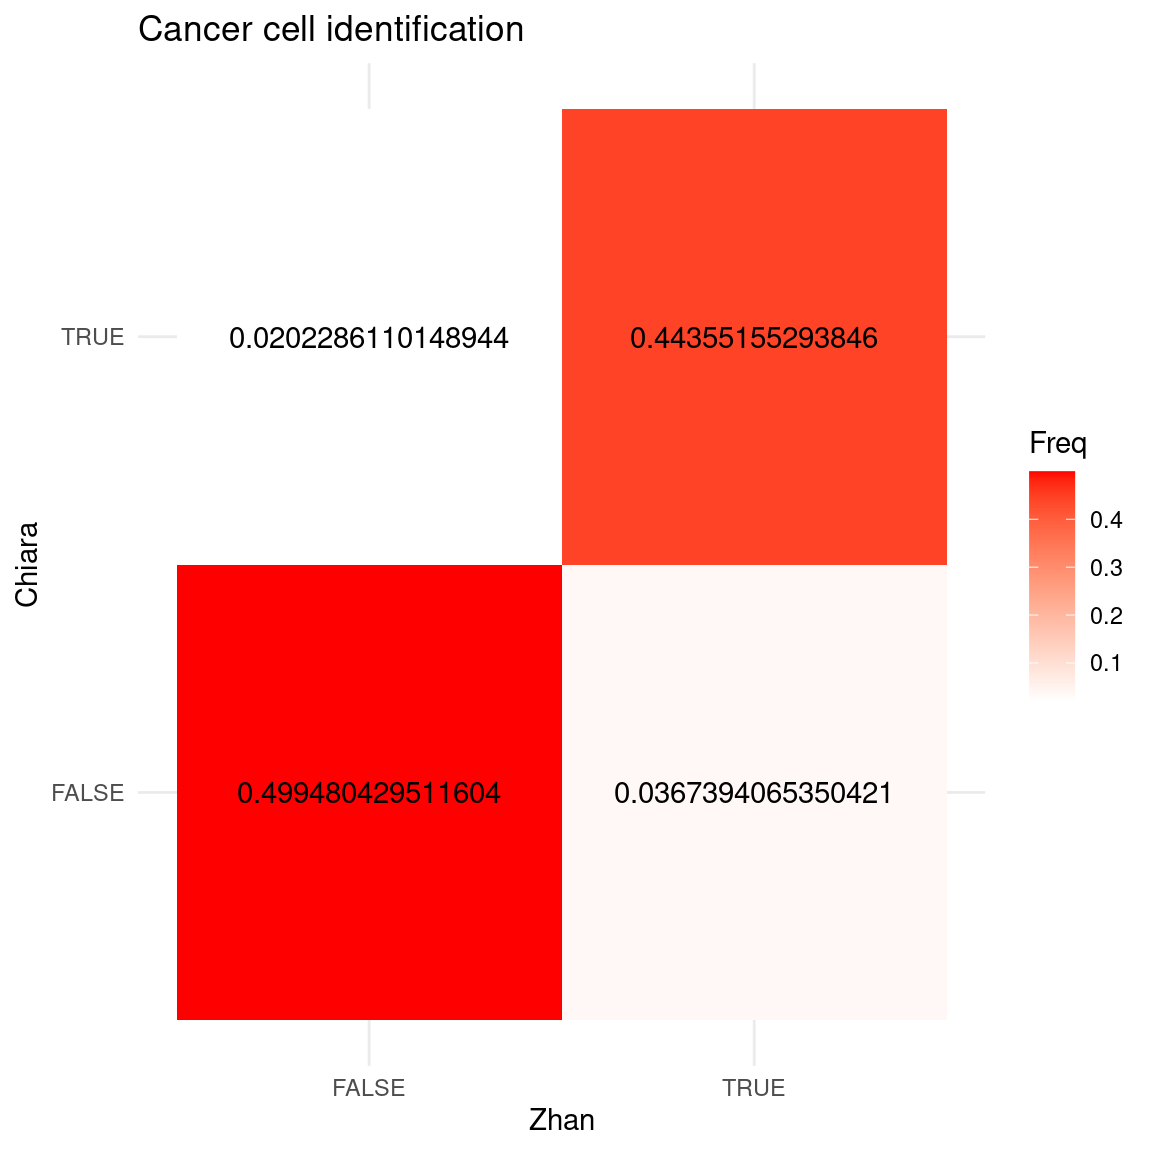 Cancer cell identification
TRUE
0.0202286110148944
0.44355155293846
Freq
0.4
0.3
0.2
0.1
Chiara
FALSE
0.499480429511604
0.0367394065350421
FALSE
TRUE
Zhan